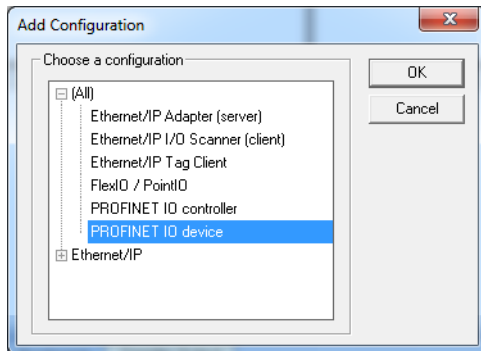 Add Configuration
Choose a configuration
OK
Cancel
(All)
Ethernet/IP Adapter (server)
Ethernet/IP I/O Scanner (client)
Ethernet/IP Tag Client
FlexIO / PointIO
PROFINET IO controller
PROFINET IO device
Ethernet/IP